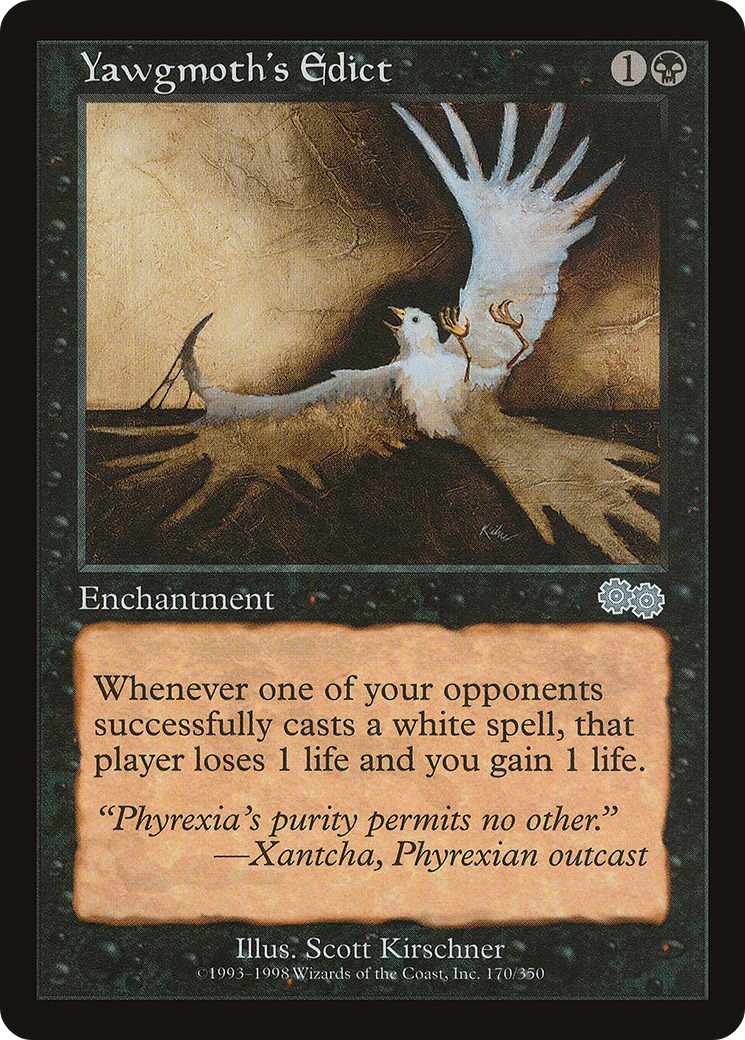 Yawgmoth's Edict 1
Enchantment
Whenever one of your opponents
successfully casts a white spell, that
player loses 1 life and you gain 1 life.
“Phyrexia's purity permits no other.”
—Xantcha, Phyrexian outcast
Illus. Scott Kirschner
©1993–1998 Wizards of the Coast, Inc. 170/350